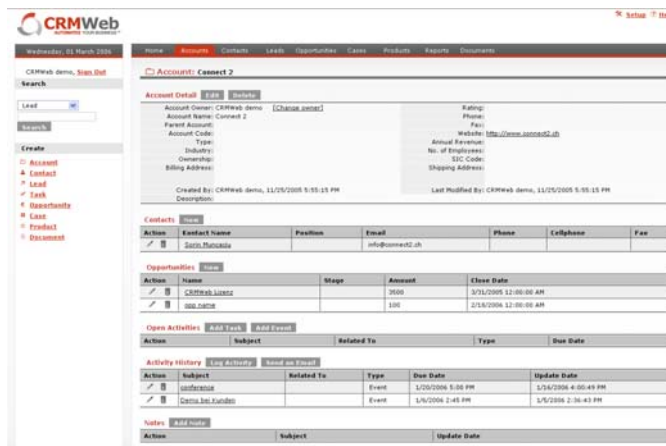 CRMWeb
AUTOMATIZE YOUR BUSINESS
Setup
Wednesday, 01 March 2006
Home Accounts Contacts Leads Opportunities Cases Products Reports Documents
CRMWeb demo, Sign Out
Search
Lead
Search
Create
Account
Contact
Lead
Task
Opportunity
Case
Product
Document
Account: Connect 2
Account Detail Edit Delete
Account Owner: CRMWeb demo [Change owner] Rating:
Account Name: Connect 2 Phone:
Parent Account: Fax:
Account Code: Website: http://www.connect2.ch
Type: Annual Revenue:
Industry: No. of Employees:
Ownership: SIC Code:
Billing Address: Shipping Address:
Created By: CRMWeb demo, 11/25/2005 5:55:15 PM Last Modified By: CRMWeb demo, 11/25/2005 5:55:15 PM
Description:
Contacts New
Action Contact Name Position Email Phone Cellphone Fax
Sorin Munceatu info@connect2.ch
Opportunities New
Action Name Stage Amount Close Date
CRMWeb Lizenz 3500 3/31/2005 12:00:00 AM
opp name 100 2/18/2006 12:00:00 AM
Open Activities Add Task Add Event
Action Subject Related To Type Due Date
Activity History Log Activity Send an Email
Action Subject Related To Type Due Date Update Date
conference Event 1/20/2006 5:00 PM 1/16/2006 4:00:49 PM
Demo bei Kunden Event 1/6/2006 2:45 PM 1/5/2006 2:36:43 PM
Notes Add Note
Action Subject Update Date